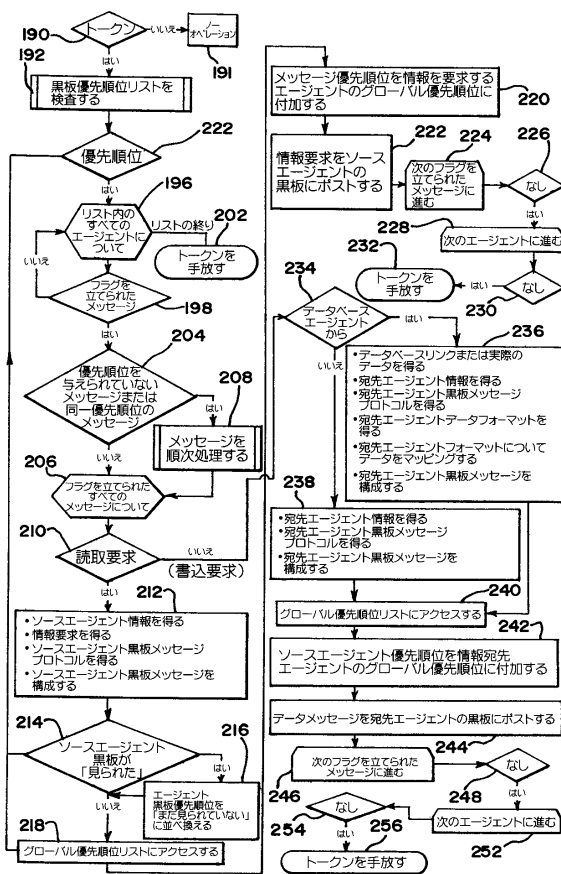 190
トークン
いいえ
ノー
オペレーション
191
はい
192
黒板優先順位リストを
検査する
222
優先順位
はい
196
リスト内の
すべての
エージェントに
ついて
リストの終り
202
トークンを
手放す
いいえ
フラグを
立てられた
メッセージ
198
はい
204
優先順位を
与えられていない
メッセージまたは
同一優先順位の
メッセージ
はい
208
メッセージを
順次処理する
いいえ
206
フラグを立てられた
すべての
メッセージについて
210
読取要求
いいえ
(書込要求)
はい
212
・ソースエージェント情報を得る
・情報要求を得る
・ソースエージェント黒板メッセージ
プロトコルを得る
・ソースエージェント黒板メッセージを
構成する
214
ソースエージェント
黒板が
「見られた」
はい
216
エージェント
黒板優先順位を
「まだ見られていない」
に並べ換える
いいえ
218
グローバル優先順位リストにアクセスする
メッセージ優先順位を情報を要求する
エージェントのグローバル優先順位に
付加する
220
222
情報要求をソース
エージェントの
黒板にポストする
224
次のフラグを
立てられた
メッセージに
進む
226
なし
はい
228
次のエージェントに進む
232
トークンを
手放す
はい
なし
230
234
データベース
エージェント
から
はい
いいえ
236
・データベースリンクまたは実際の
データを得る
・宛先エージェント情報を得る
・宛先エージェント黒板メッセージ
プロトコルを得る
・宛先エージェントデータフォーマットを
得る
・宛先エージェントフォーマットについて
データをマッピングする
・宛先エージェント黒板メッセージを
構成する
238
・宛先エージェント情報を得る
・宛先エージェント黒板メッセージ
プロトコルを得る
・宛先エージェント黒板メッセージを
構成する
240
グローバル優先順位リストにアクセスする
242
ソースエージェント優先順位を情報宛先
エージェントのグローバル優先順位に付加する
データメッセージを宛先エージェントの黒板にポストする
244
246
次のフラグを立てられた
メッセージに進む
なし
248
はい
次のエージェントに進む
252
なし
254
はい
256
トークンを手放す